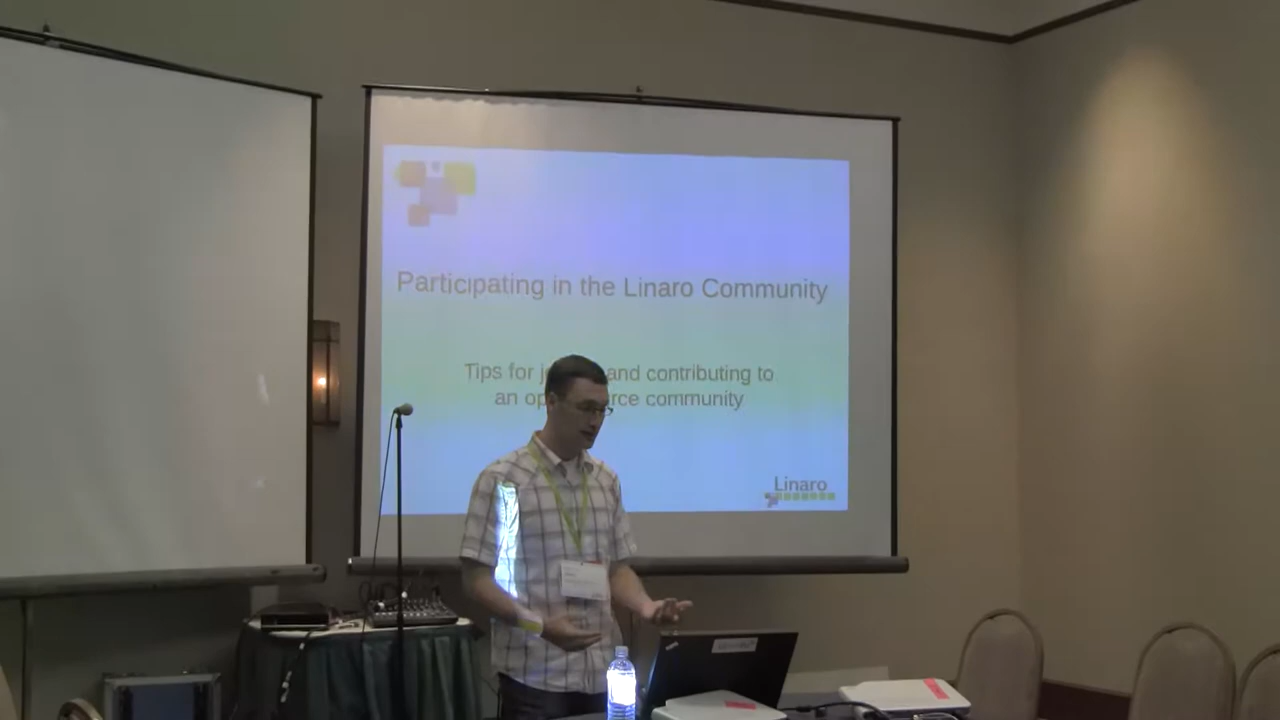 Participating in the Linaro Community
Tips for j and contributing to
an op rce community
Linaro